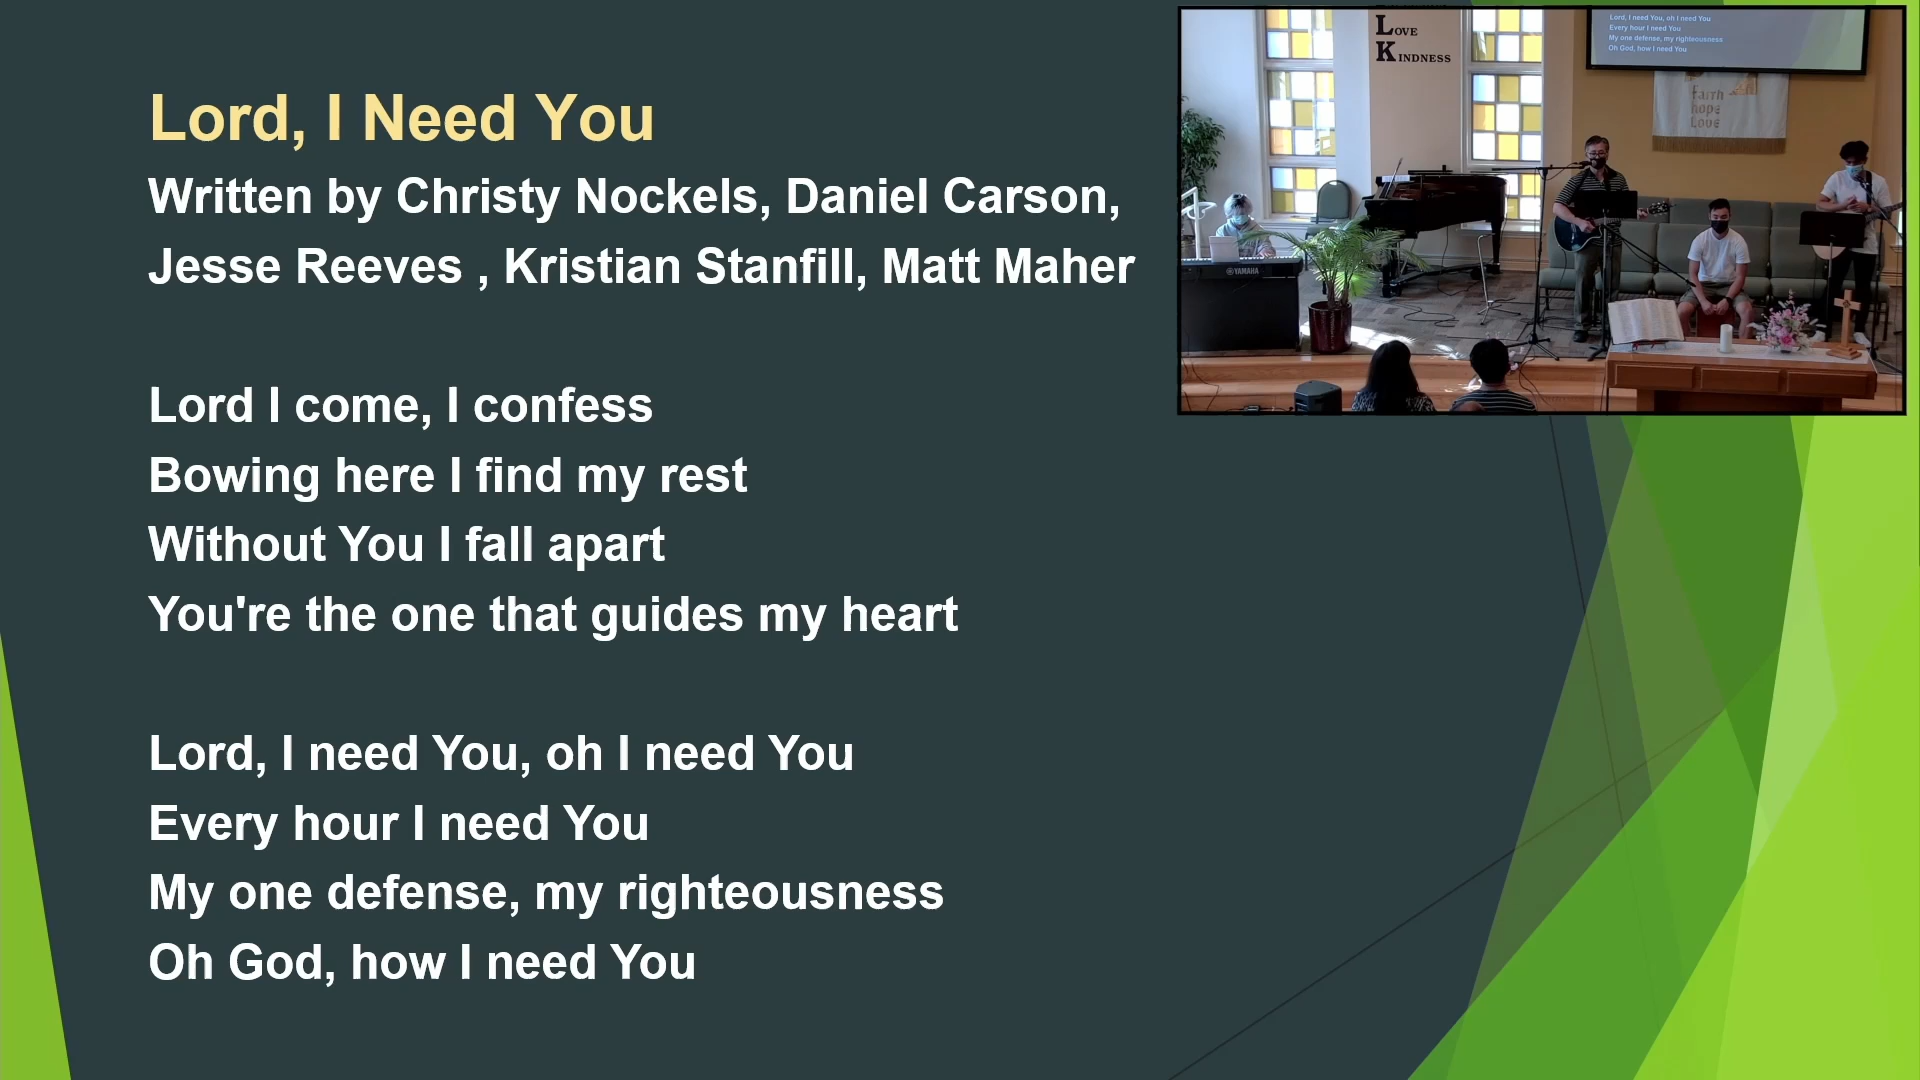 Lord, I Need You
Written by Christy Nockels, Daniel Carson,
Jesse Reeves , Kristian Stanfill, Matt Maher
Lord I come, I confess
Bowing here I find my rest
Without You I fall apart
You're the one that guides my heart
Lord, I need You, oh I need You
Every hour I need You
My one defense, my righteousness
Oh God, how I need You
LOVE
KINDNESS
Lord, I need You, oh I need You
Every hour I need You
My one defense, my righteousness
Oh God, how I need You
faith
hope
Love
YAMAHA